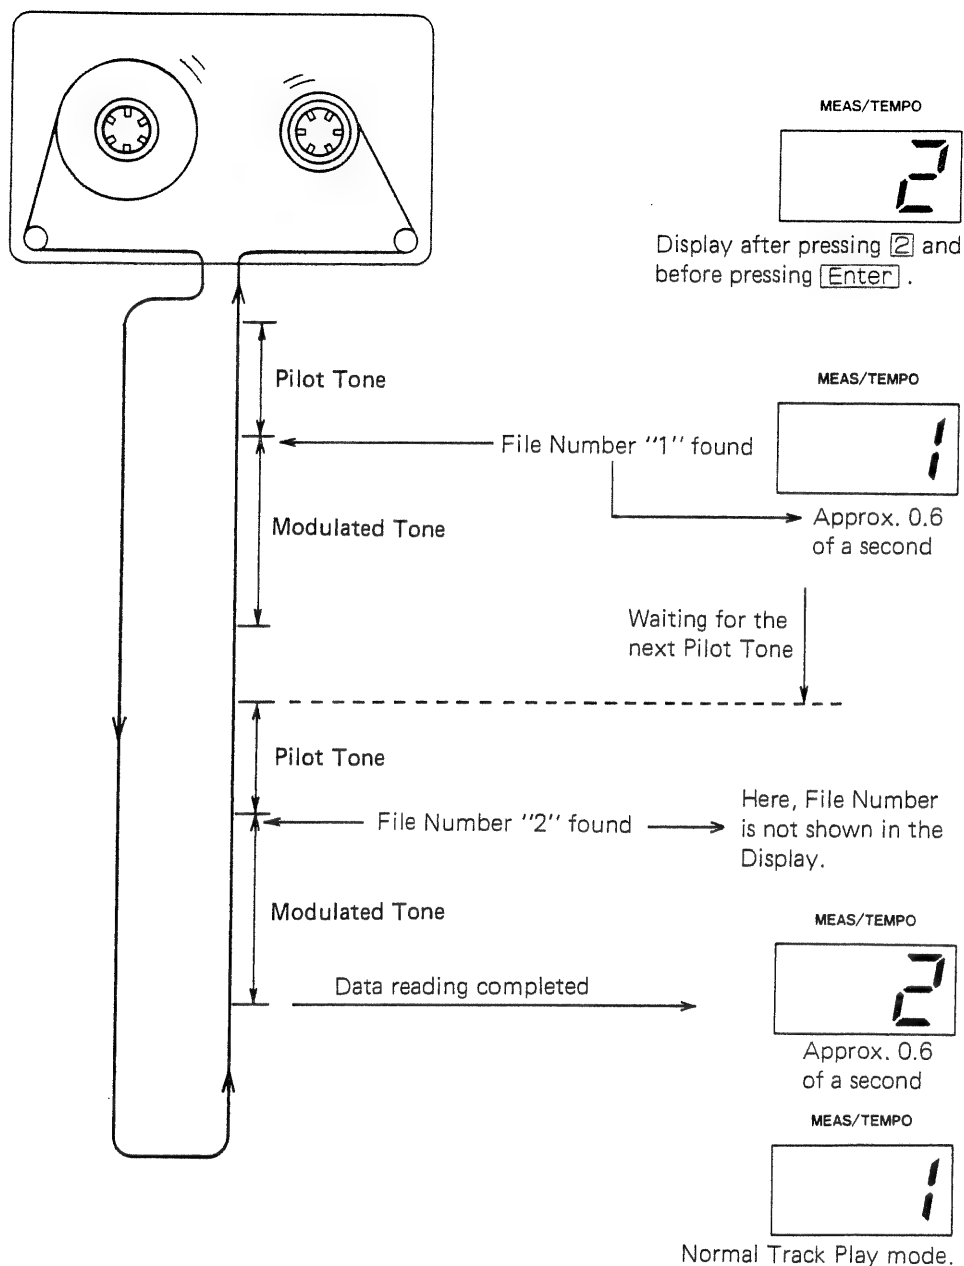 MEAS/TEMPO
2
Display after pressing 2 and
before pressing Enter .
Pilot Tone
MEAS/TEMPO
1
File Number "1" found
Approx. 0.6
of a second
Modulated Tone
Waiting for the
next Pilot Tone
Pilot Tone
Here, File Number
is not shown in the
Display.
File Number "2" found
Modulated Tone
MEAS/TEMPO
2
Data reading completed
Approx. 0.6
of a second
MEAS/TEMPO
1
Normal Track Play mode.